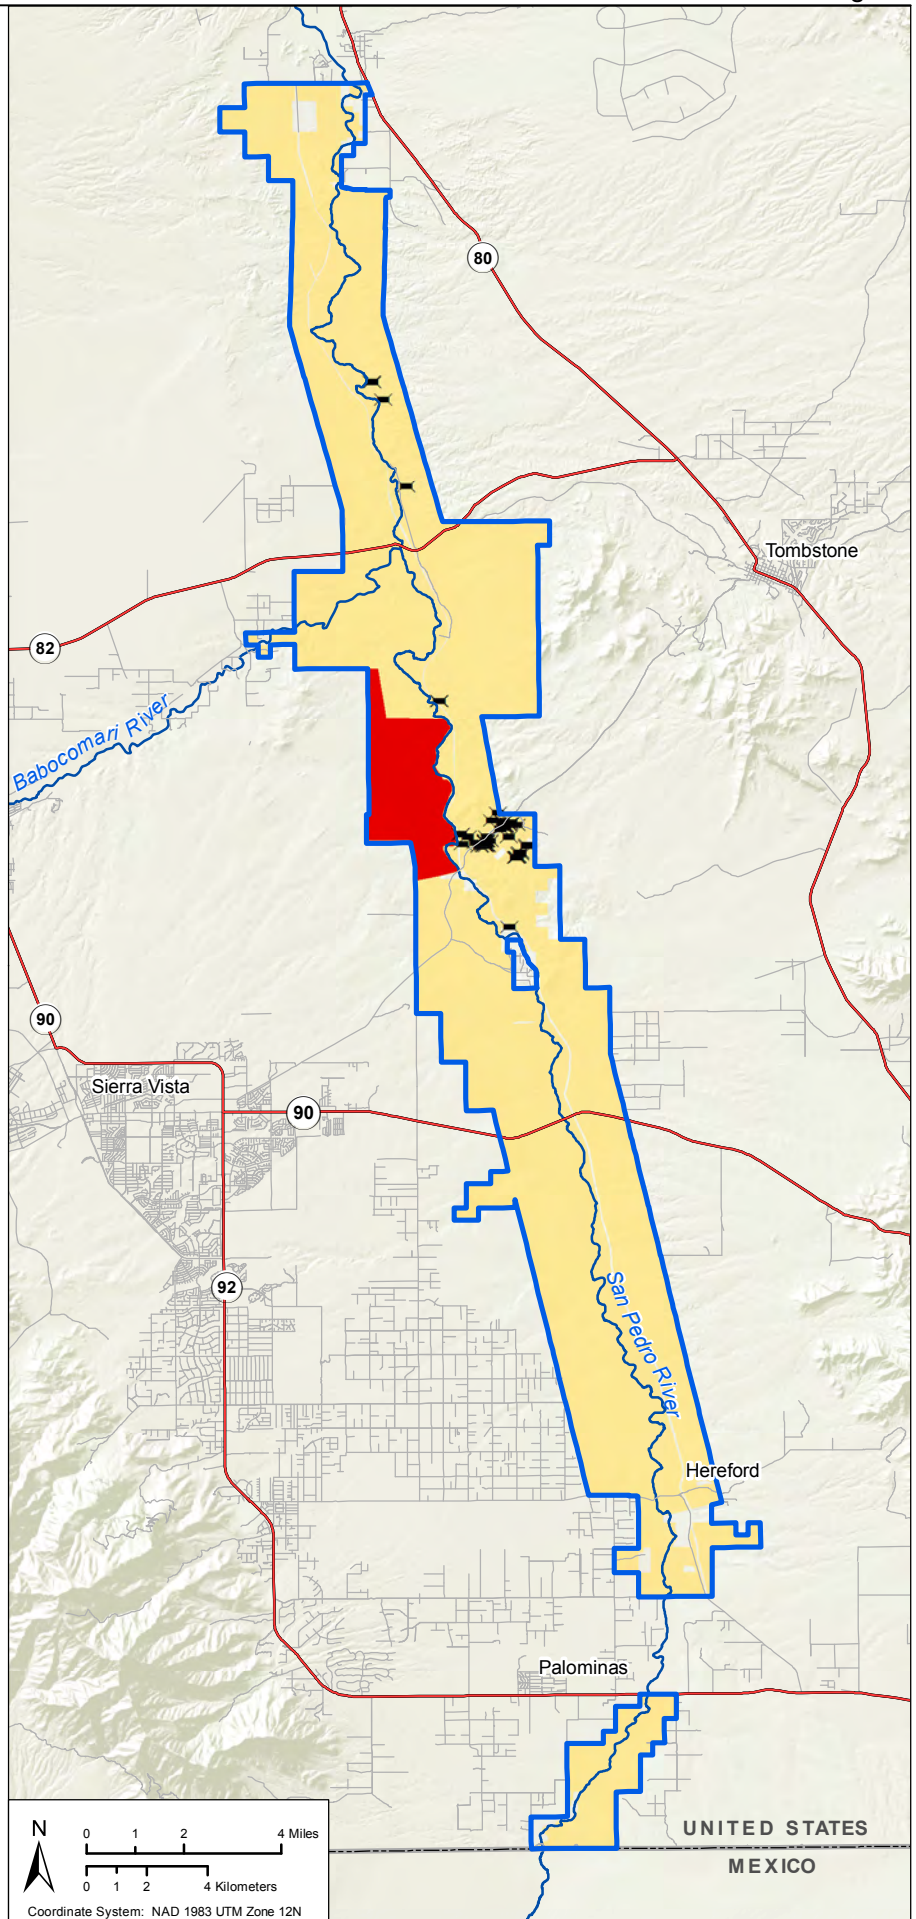 80
Tombstone
82
Babocomari River
90
Sierra Vista
90
92
San Pedro River
Hereford
Palominas
UNITED STATES
MEXICO
N
0 1 2 4 Miles
0 1 2 4 Kilometers
Coordinate System: NAD 1983 UTM Zone 12N